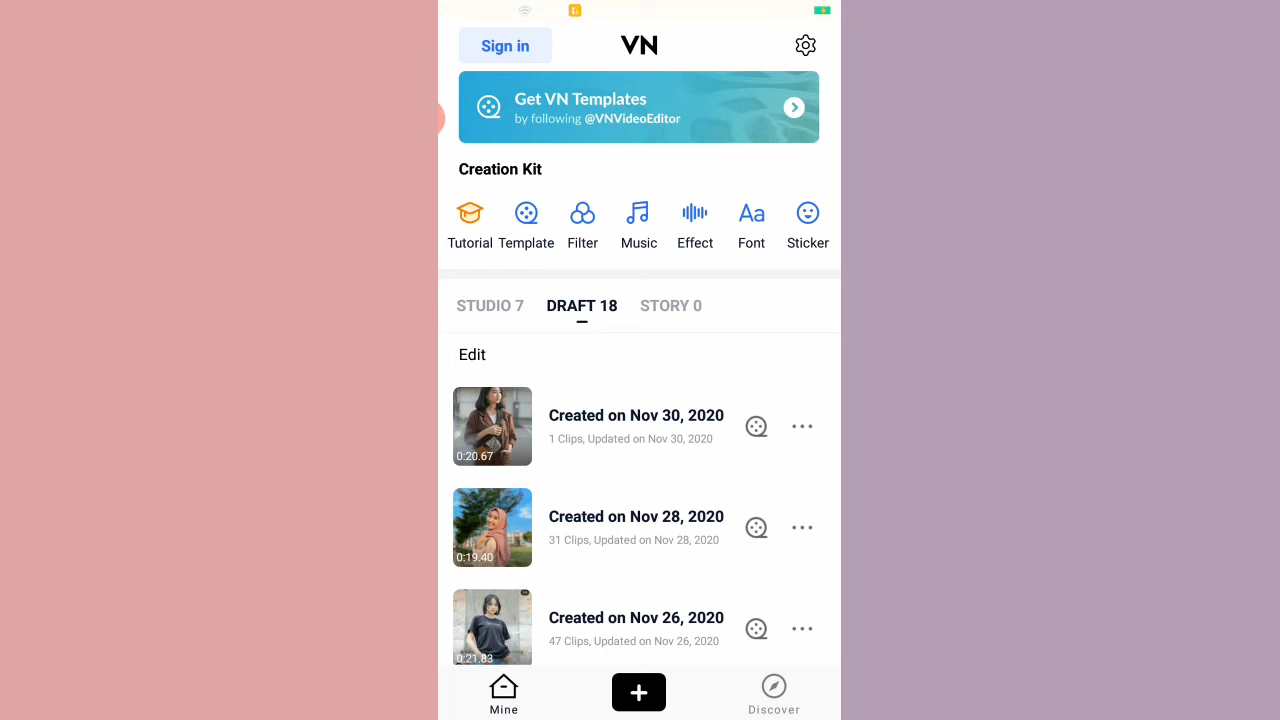 Sign in
VN
Get VN Templates
by following @VNVideoEditor
Creation Kit
Tutorial Template Filter Music Effect Font Sticker
STUDIO 7 DRAFT 18 STORY 0
Edit
Created on Nov 30, 2020
1 Clips, Updated on Nov 30, 2020
0:20.67
Created on Nov 28, 2020
31 Clips, Updated on Nov 28, 2020
0:19.40
Created on Nov 26, 2020
47 Clips, Updated on Nov 26, 2020
0:21.83
Mine
Discover